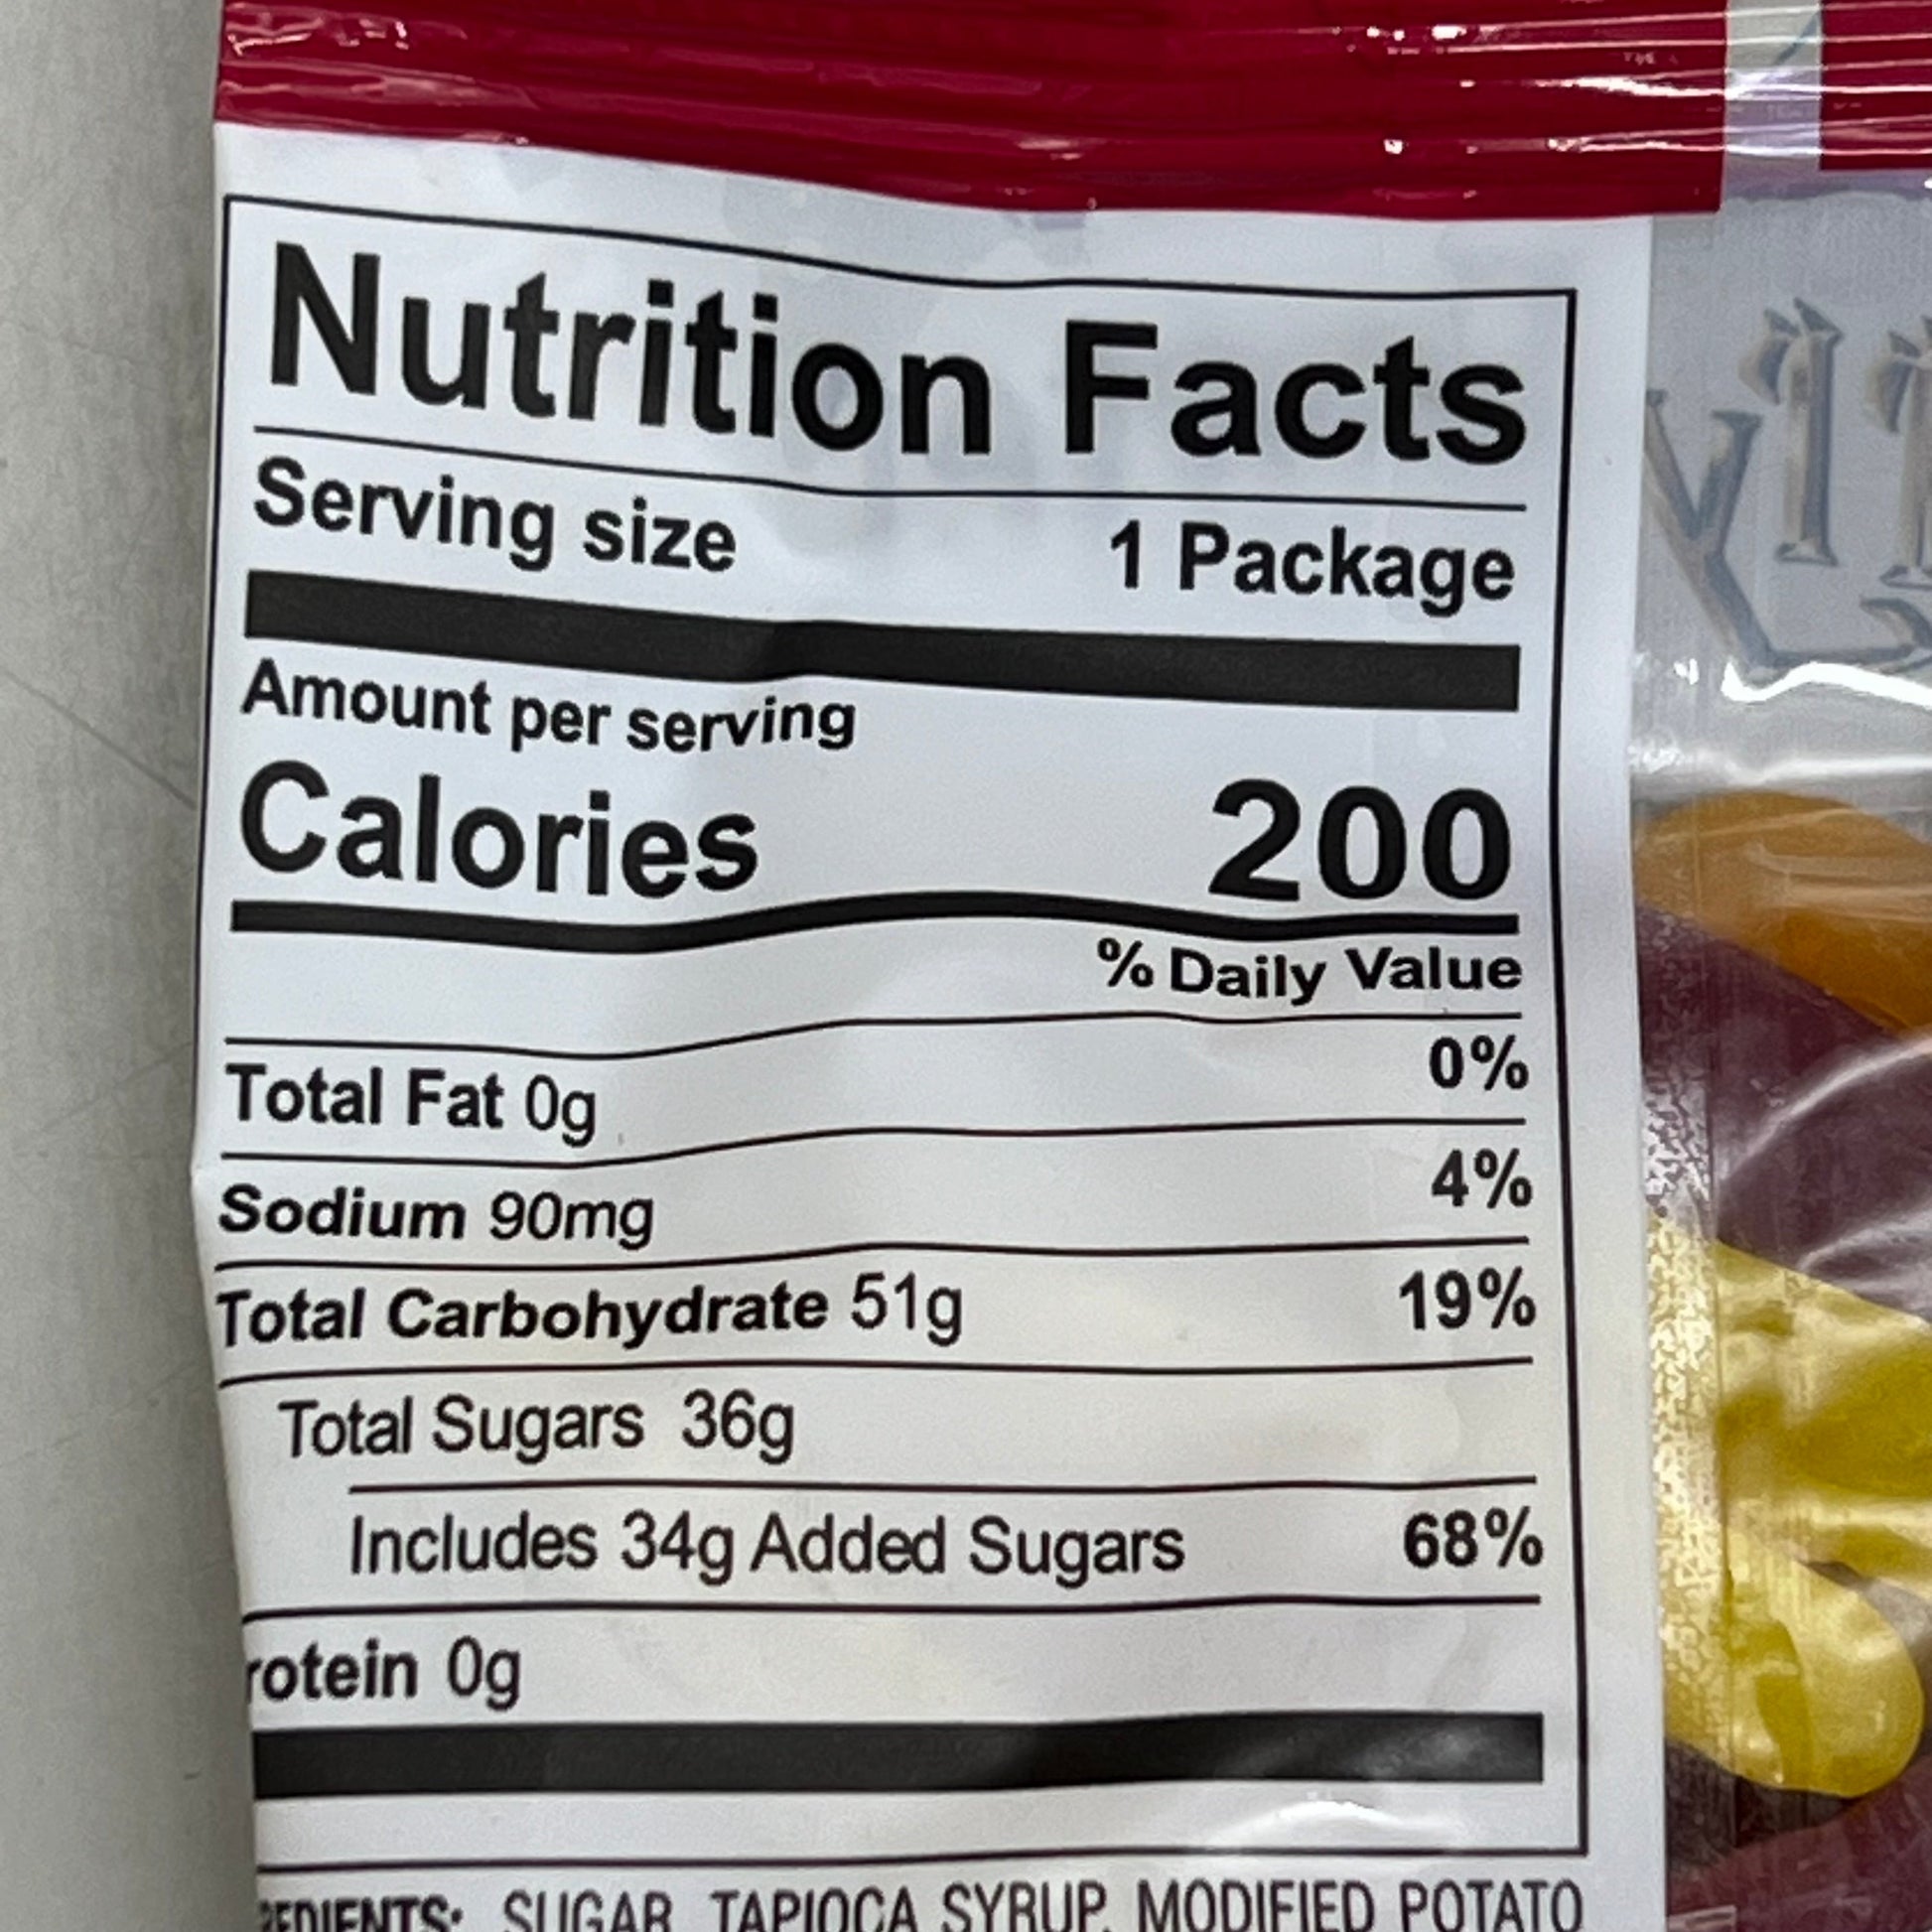 Nutrition Facts
Serving size 1 Package
Amount per serving
Calories 200
% Daily Value
Total Fat 0g 0%
Sodium 90mg 4%
Total Carbohydrate 51g 19%
Total Sugars 36g
Includes 34g Added Sugars 68%
rotein 0g
REDIENTS: SUGAR, TAPIOCA SYRUP, MODIFIED POTATO